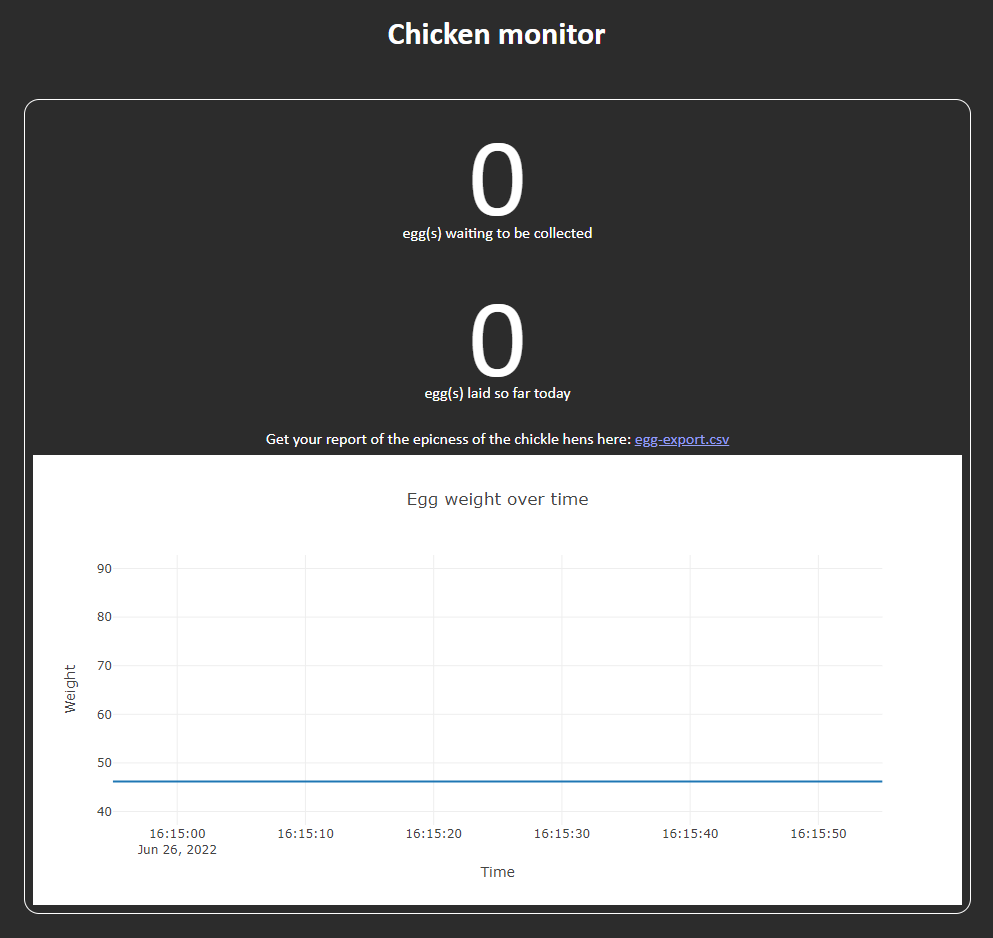 Chicken monitor
0
egg(s) waiting to be collected
0
egg(s) laid so far today
Get your report of the epicness of the chickle hens here: egg-export.csv
Egg weight over time
90
80
70
60
50
40
Weight
16:15:00 16:15:10 16:15:20 16:15:30 16:15:40 16:15:50
Jun 26, 2022
Time